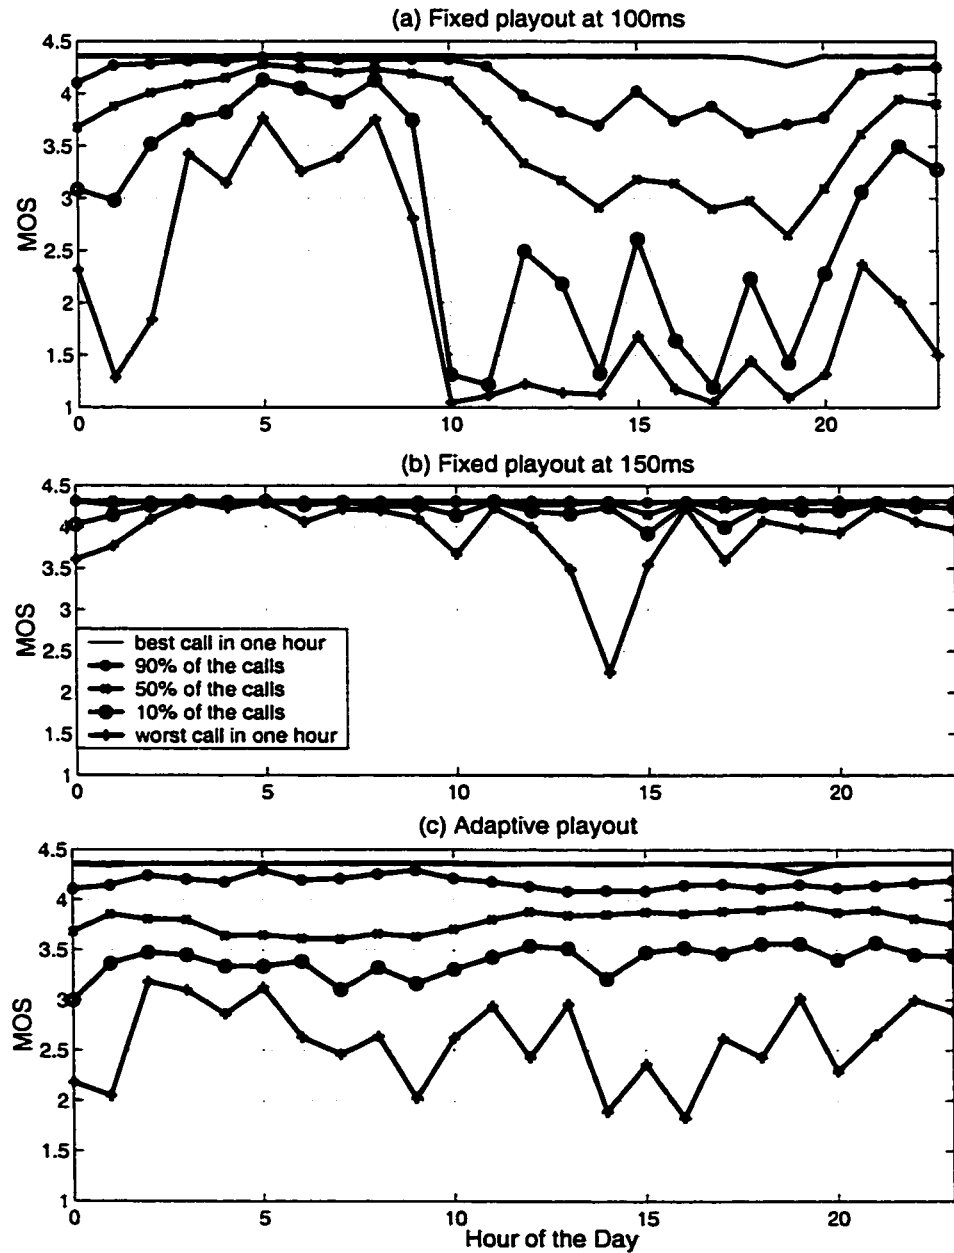 (a) Fixed playout at 100ms
4.5
4
3.5
3
2.5
2
1.5
1
MOS
0 5 10 15 20
(b) Fixed playout at 150ms
4.5
4
3.5
3
2.5
2
1.5
1
MOS
best call in one hour
90% of the calls
50% of the calls
10% of the calls
worst call in one hour
0 5 10 15 20
(c) Adaptive playout
4.5
4
3.5
3
2.5
2
1.5
1
MOS
0 5 10 15 20
Hour of the Day